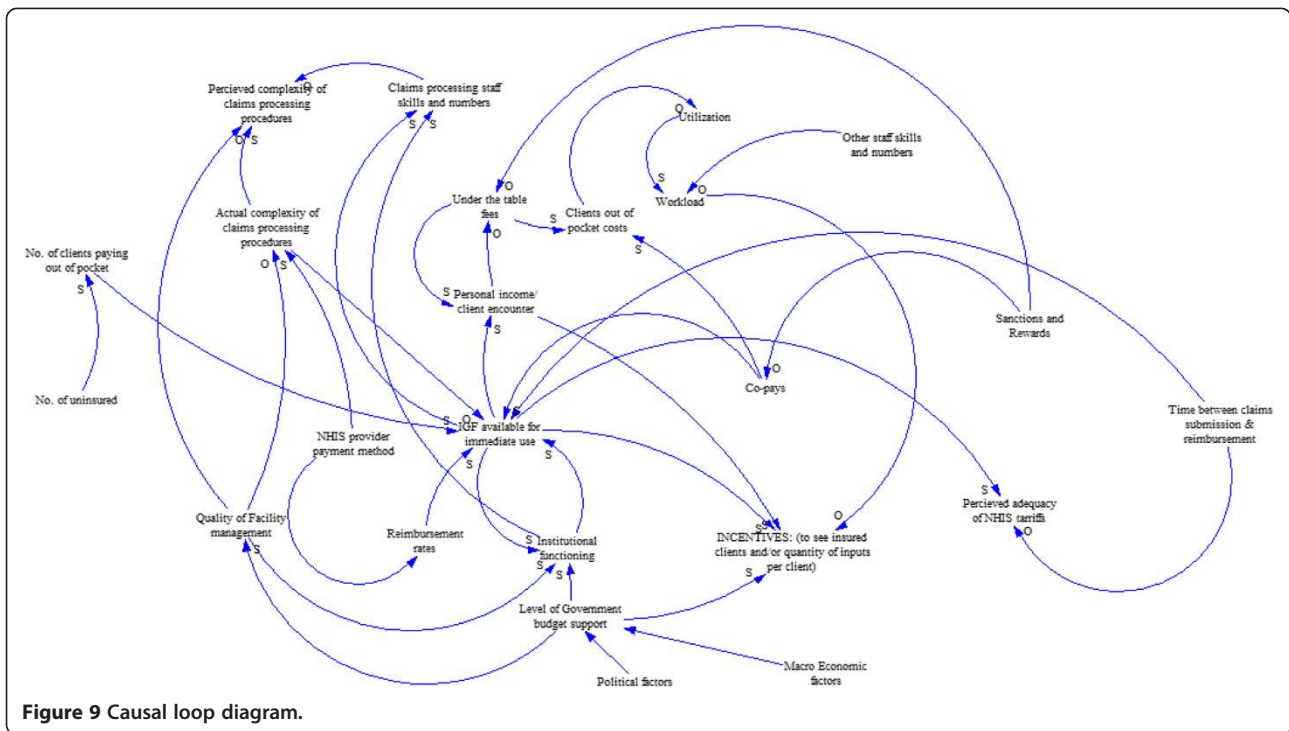 Percieved complexity of
claims processing
procedures
O
O
S
Claims processing staff
skills and numbers
S
S
O
Utilization
Other staff skills
and numbers
S
O
Workload
O
Under the table
fees
O
S
Clients out of
pocket costs
S
Actual complexity of
claims processing
procedures
O
S
No. of clients paying
out of pocket
S
S
Personal income/
client encounter
S
Sanctions and
Rewards
O
Co-pays
No. of uninsured
NHIS provider
payment method
S
O
S
IGF available for
immediate use
S
S
Time between claims
submission &
reimbursement
S
Percieved adequacy
of NHIS tarriffs
O
Quality of Facility
management
S
Reimbursement
rates
S
Institutional
functioning
S
S
S
S
O
INCENTIVES: (to see insured
clients and/or quantity of inputs
per client)
S
Level of Government
budget support
Political factors
Macro Economic
factors
Figure 9 Causal loop diagram.